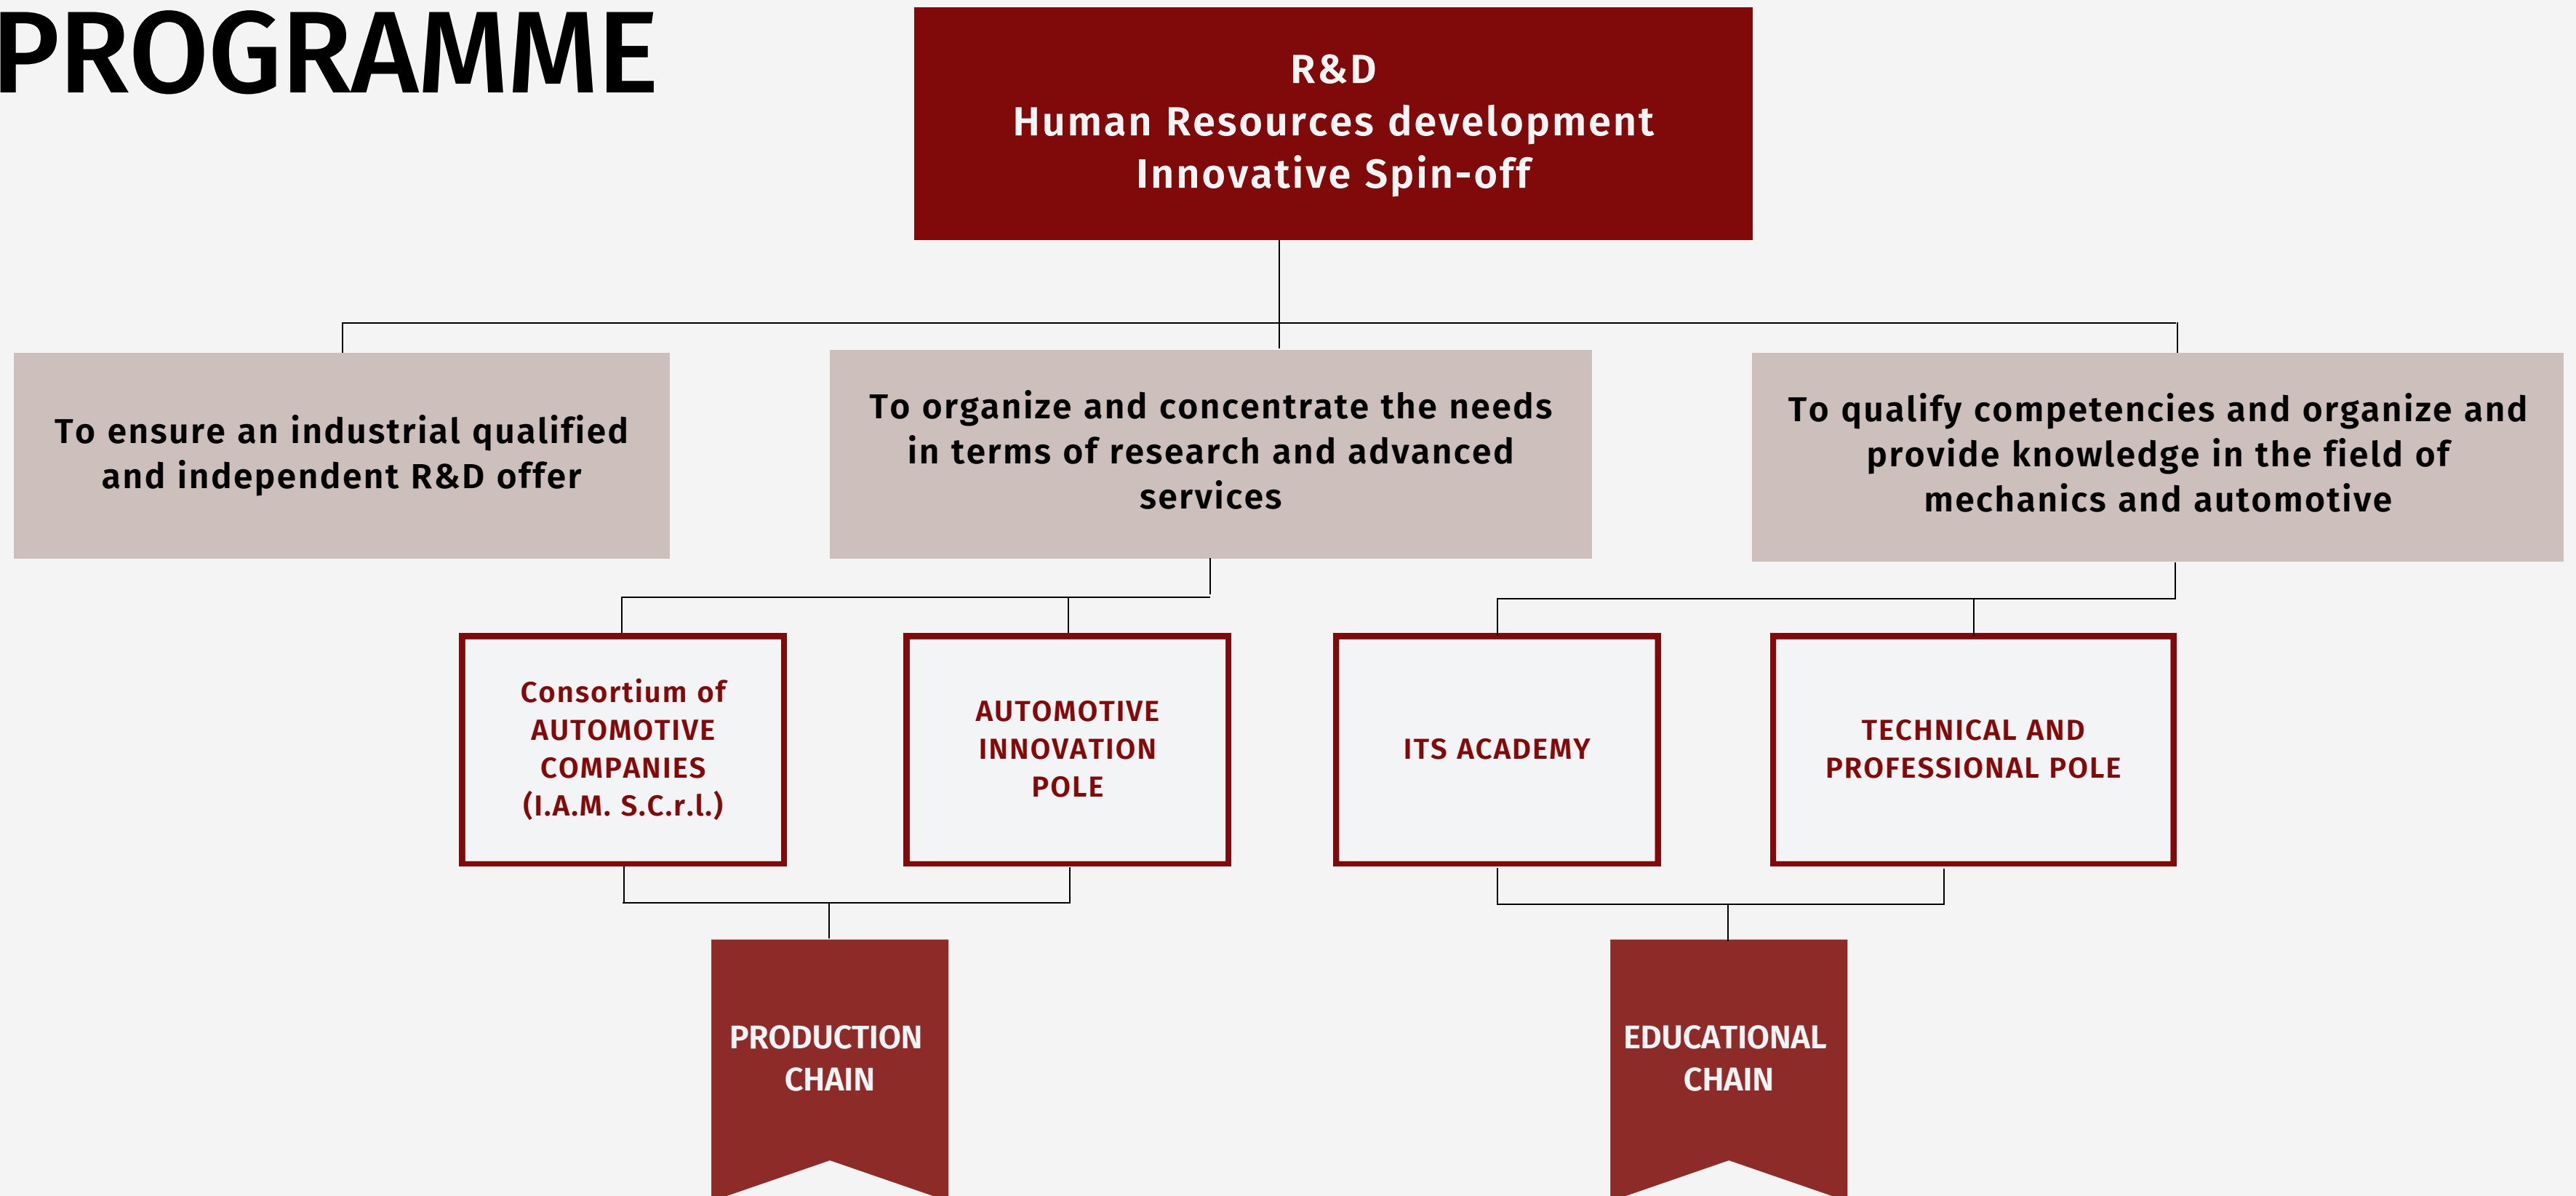 PROGRAMME
R&D
Human Resources development
Innovative Spin-off
To ensure an industrial qualified
and independent R&D offer
To organize and concentrate the needs
in terms of research and advanced
services
To qualify competencies and organize and
provide knowledge in the field of
mechanics and automotive
Consortium of
AUTOMOTIVE
COMPANIES
(I.A.M. S.C.r.l.)
AUTOMOTIVE
INNOVATION
POLE
ITS ACADEMY
TECHNICAL AND
PROFESSIONAL POLE
PRODUCTION
CHAIN
EDUCATIONAL
CHAIN